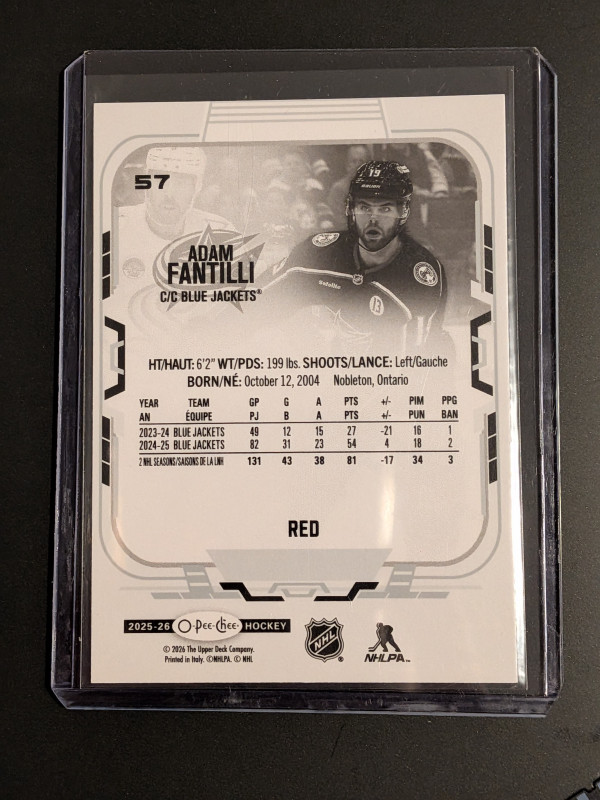 57
19
ADAM
FANTILLI
C/C BLUE JACKETS®
HT/HAUT: 6'2" WT/PDS: 199 lbs. SHOOTS/LANCE: Left/Gauche
BORN/NÉ: October 12, 2004 Nobleton, Ontario
YEAR TEAM GP G A PTS +/- PIM PPG
AN ÉQUIPE PJ B A PTS +/- PUN BAN
2023-24 BLUE JACKETS 49 12 15 27 -21 16 1
2024-25 BLUE JACKETS 82 31 23 54 4 18 2
2 NHL SEASONS/SAISONS DE LA LNH 131 43 38 81 -17 34 3
RED
2025-26 O-Pee-Chee HOCKEY
© 2026 The Upper Deck Company.
Printed in Italy. ©NHLPA. © NHL
NHL®
NHLPA™